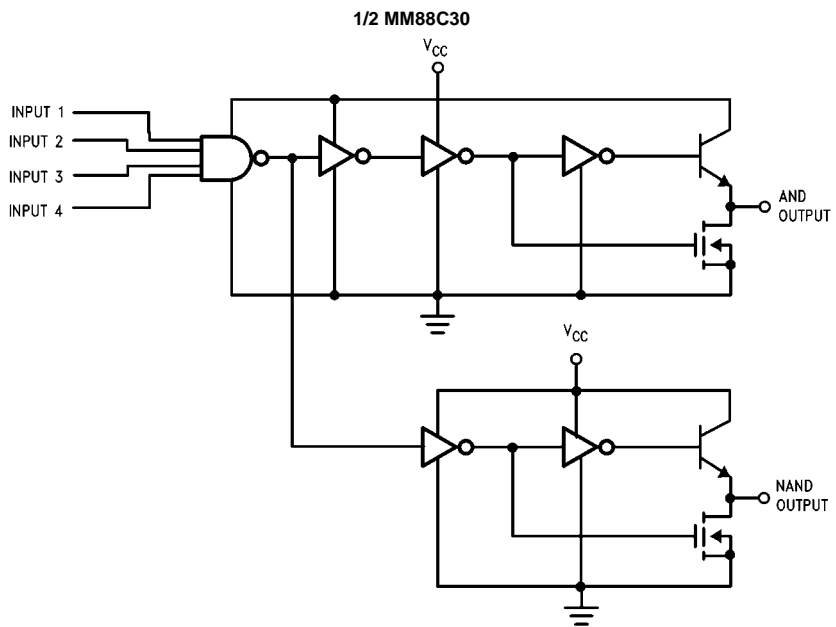 1/2 MM88C30
VCC
INPUT 1
INPUT 2
INPUT 3
INPUT 4
AND
OUTPUT
VCC
NAND
OUTPUT